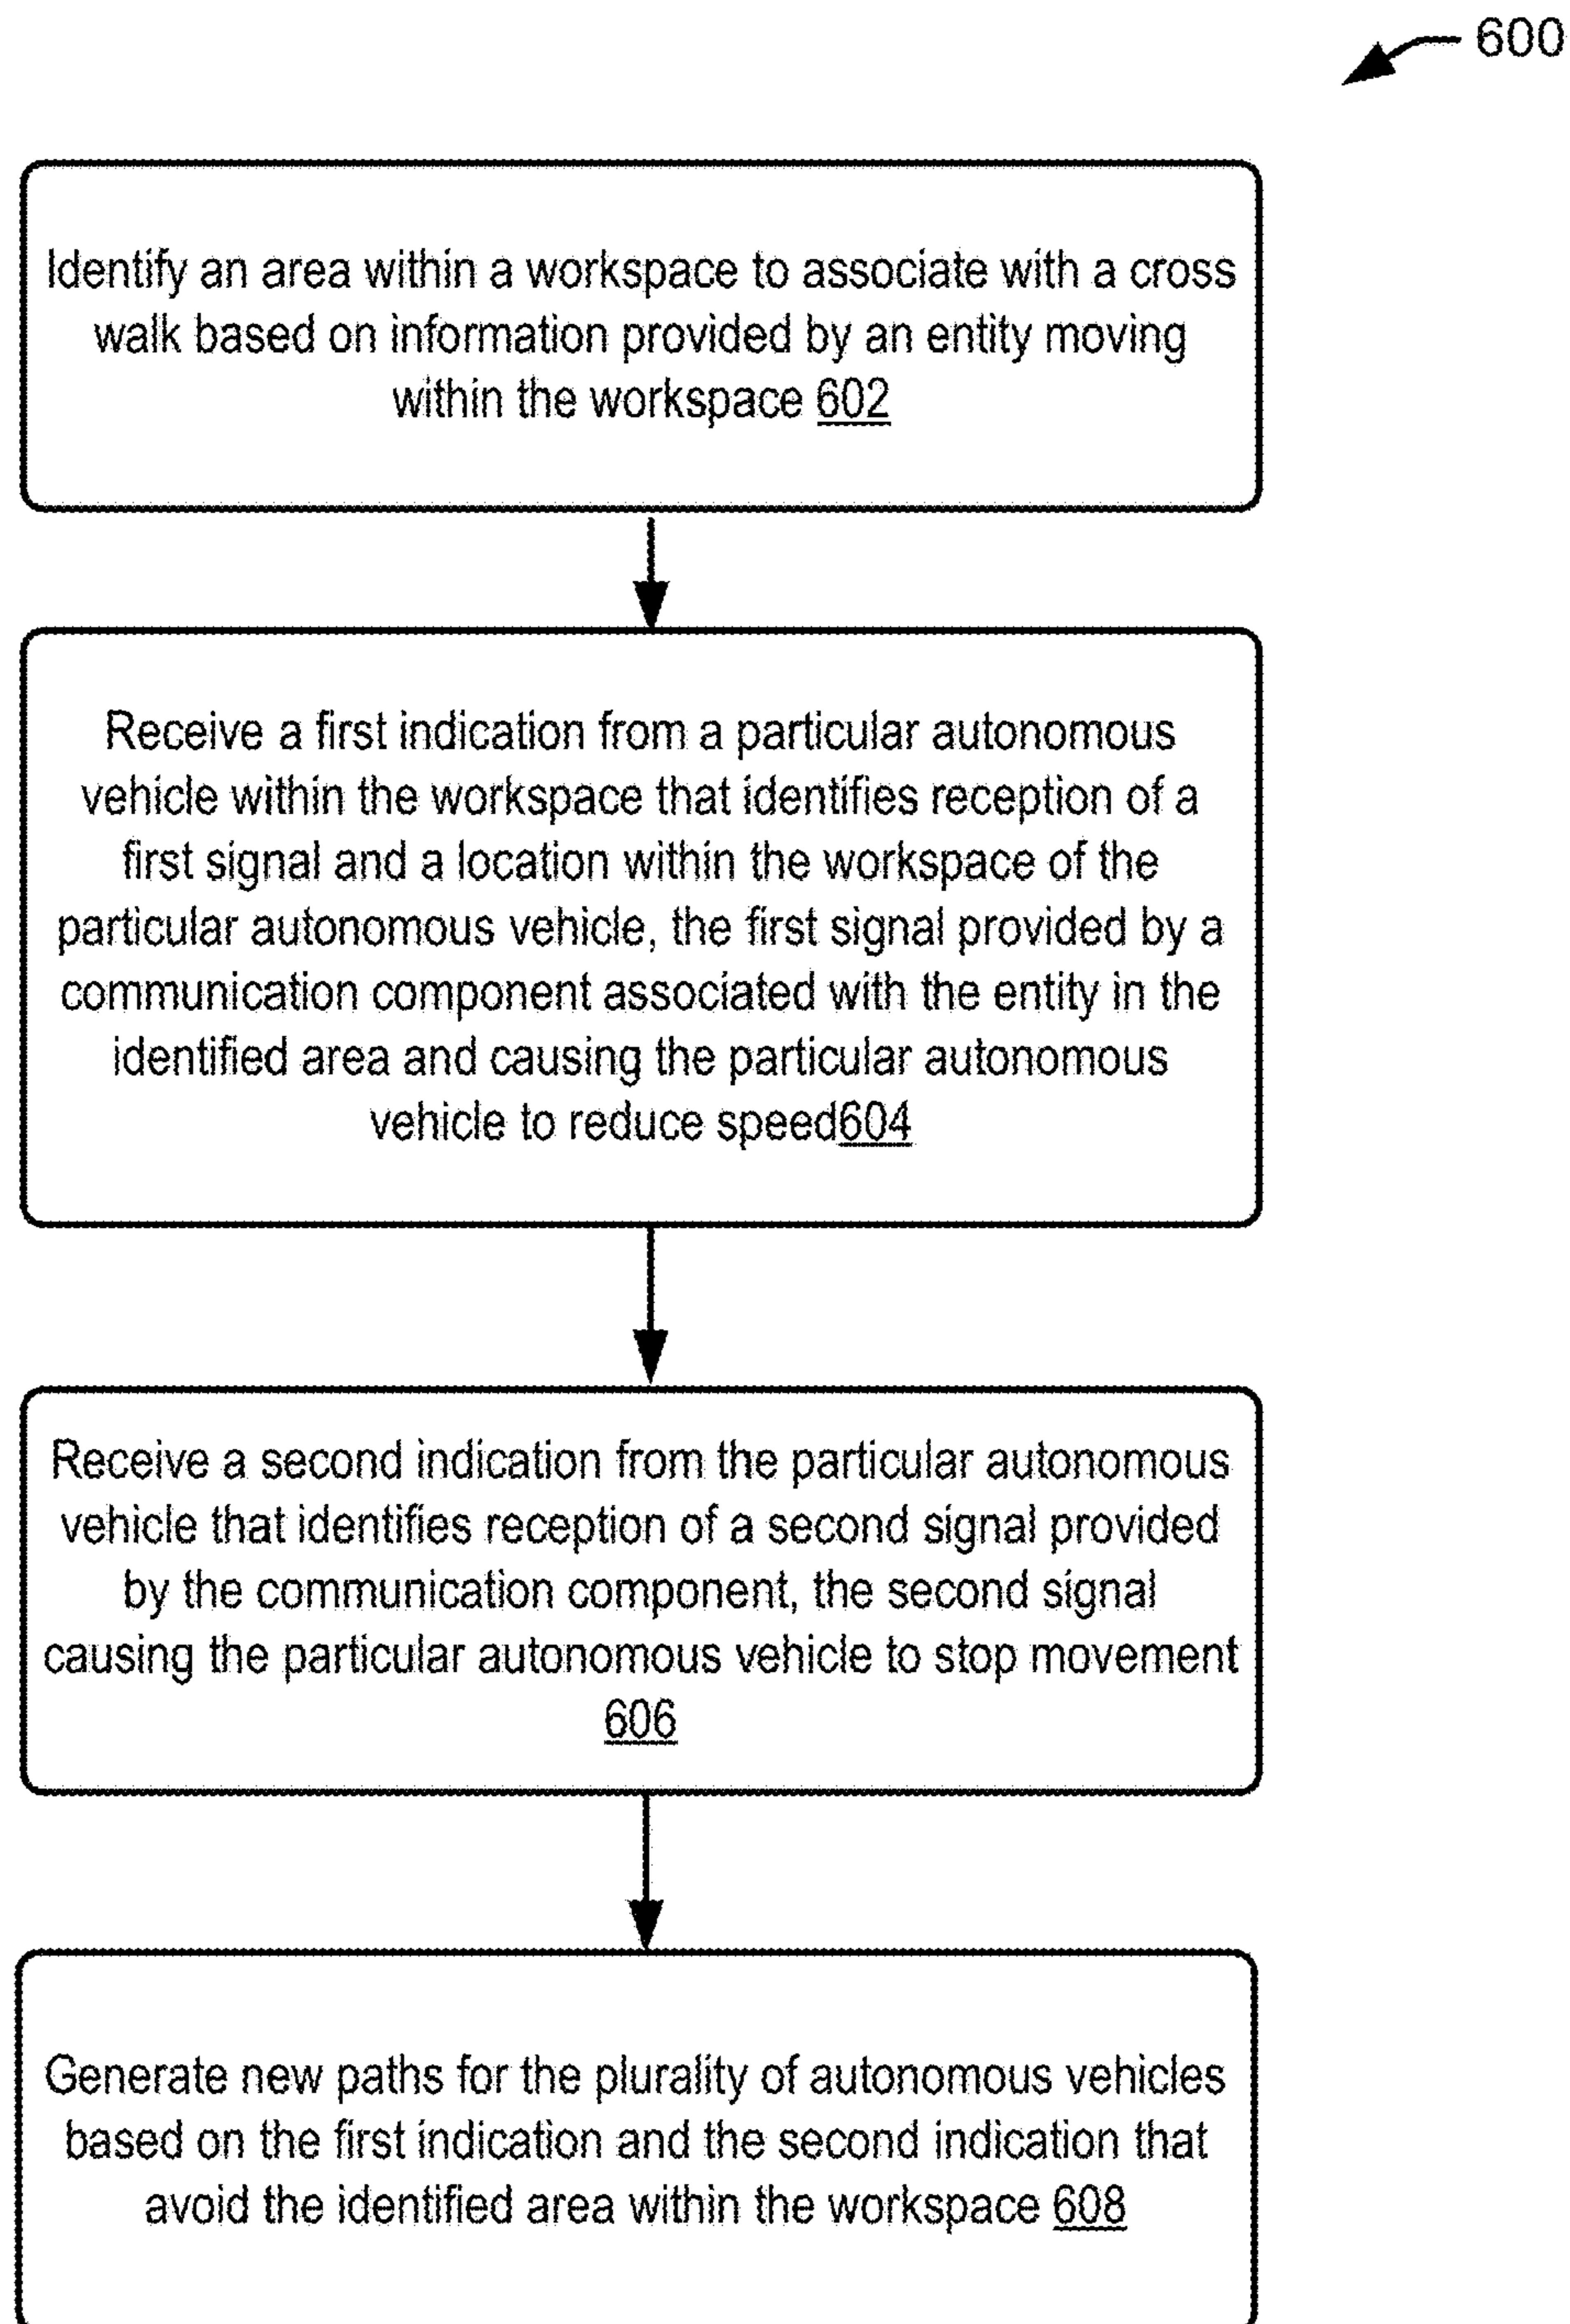 600
Identify an area within a workspace to associate with a cross
walk based on information provided by an entity moving
within the workspace 602
Receive a first indication from a particular autonomous
vehicle within the workspace that identifies reception of a
first signal and a location within the workspace of the
particular autonomous vehicle, the first signal provided by a
communication component associated with the entity in the
identified area and causing the particular autonomous
vehicle to reduce speed604
Receive a second indication from the particular autonomous
vehicle that identifies reception of a second signal provided
by the communication component, the second signal
causing the particular autonomous vehicle to stop movement
606
Generate new paths for the plurality of autonomous vehicles
based on the first indication and the second indication that
avoid the identified area within the workspace 608